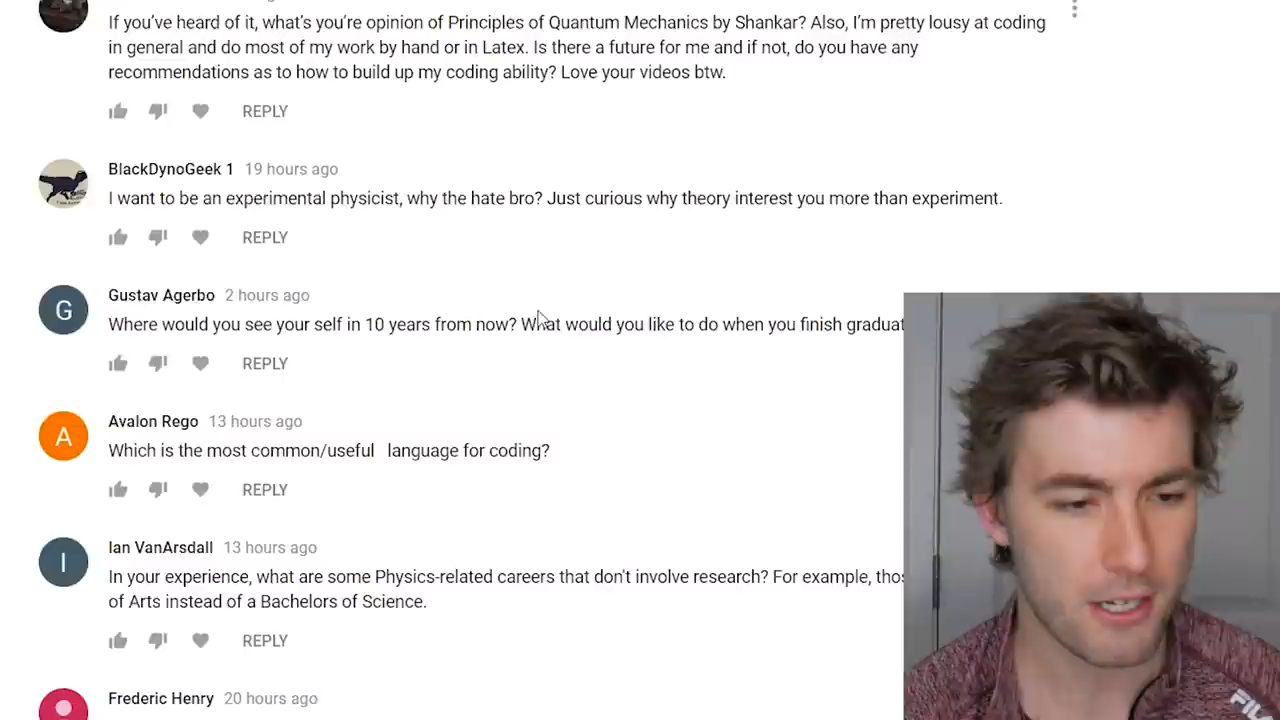 If you've heard of it, what's you're opinion of Principles of Quantum Mechanics by Shankar? Also, I'm pretty lousy at coding
in general and do most of my work by hand or in Latex. Is there a future for me and if not, do you have any
recommendations as to how to build up my coding ability? Love your videos btw.
REPLY
BlackDynoGeek 1 19 hours ago
I want to be an experimental physicist, why the hate bro? Just curious why theory interest you more than experiment.
REPLY
G
Gustav Agerbo 2 hours ago
Where would you see your self in 10 years from now? What would you like to do when you finish graduat
REPLY
A
Avalon Rego 13 hours ago
Which is the most common/useful language for coding?
REPLY
I
Ian VanArsdall 13 hours ago
In your experience, what are some Physics-related careers that don't involve research? For example, thos
of Arts instead of a Bachelors of Science.
REPLY
FILA
Frederic Henry 20 hours ago